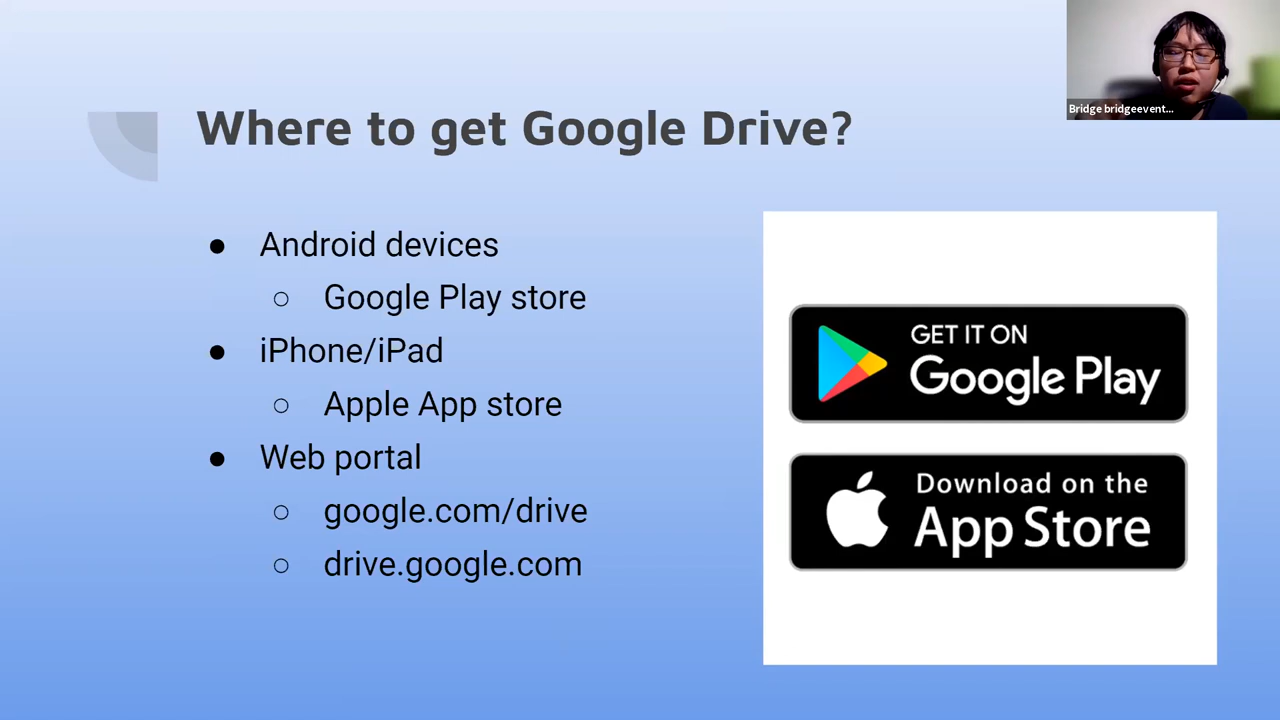 Bridge bridgeevent...
Where to get Google Drive?
● Android devices
○ Google Play store
● iPhone/iPad
○ Apple App store
● Web portal
○ google.com/drive
○ drive.google.com
GET IT ON
Google Play
Download on the
App Store